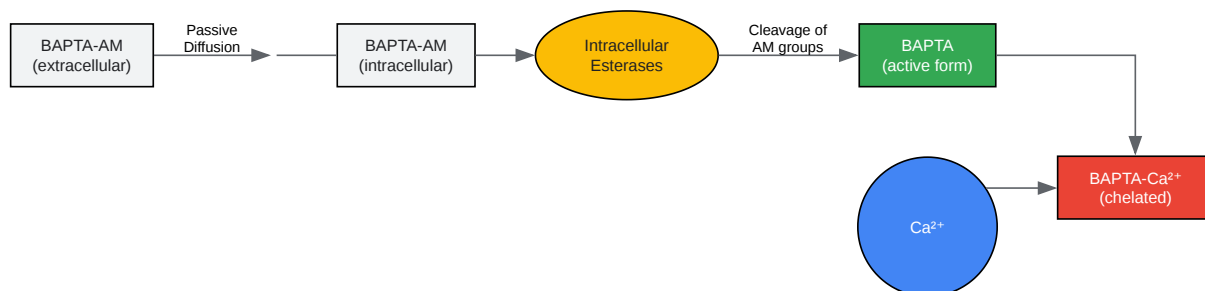 BAPTA-AM
(extracellular)
Passive
Diffusion
BAPTA-AM
(intracellular)
Intracellular
Esterases
Cleavage of
AM groups
BAPTA
(active form)
Ca²⁺
BAPTA-Ca²⁺
(chelated)